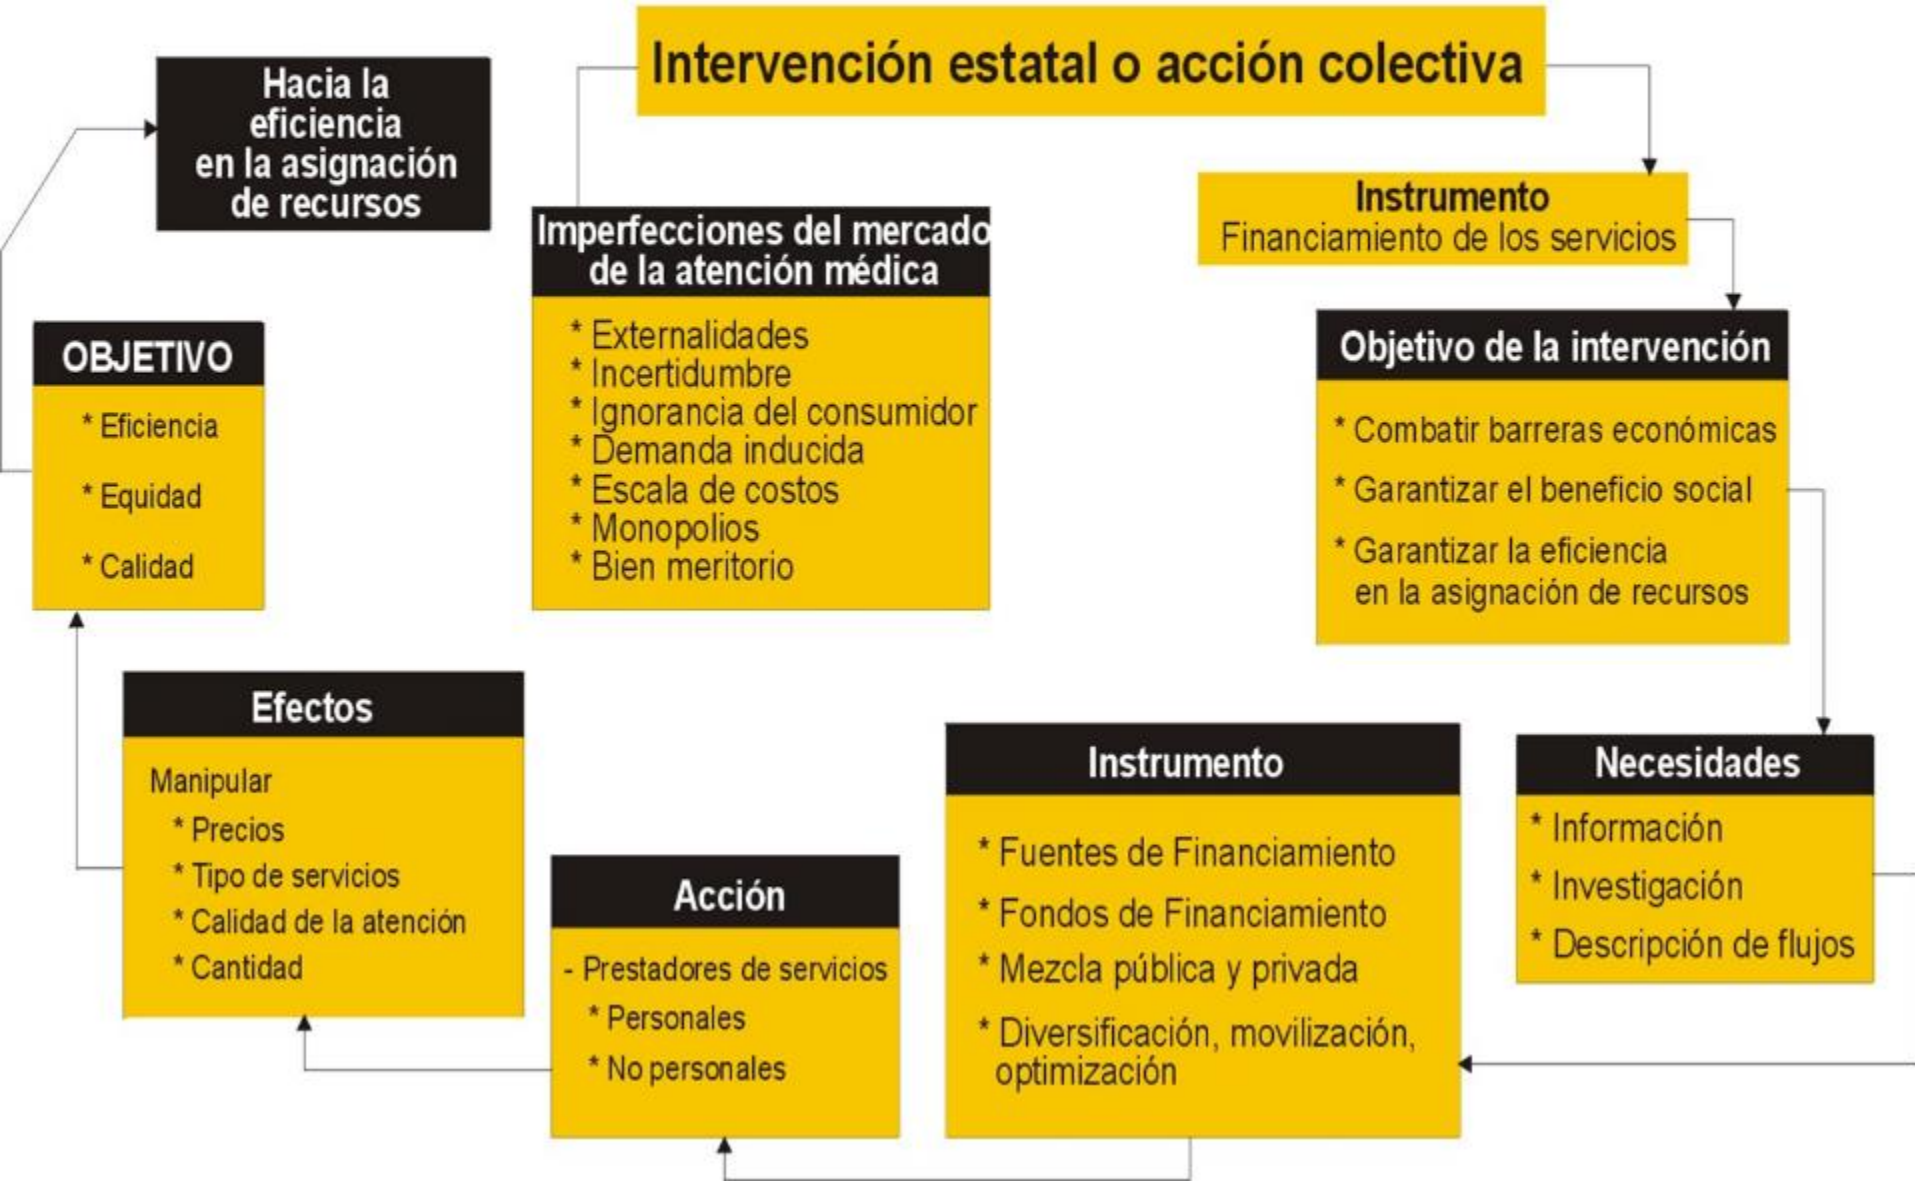 Intervención estatal o acción colectiva
Hacia la
eficiencia
en la asignación
de recursos
Imperfecciones del mercado
de la atención médica
* Externalidades
* Incertidumbre
* Ignorancia del consumidor
* Demanda inducida
* Escala de costos
* Monopolios
* Bien meritorio
Instrumento
Financiamiento de los servicios
Objetivo de la intervención
* Combatir barreras económicas
* Garantizar el beneficio social
* Garantizar la eficiencia
en la asignación de recursos
Necesidades
* Información
* Investigación
* Descripción de flujos
Instrumento
* Fuentes de Financiamiento
* Fondos de Financiamiento
* Mezcla pública y privada
* Diversificación, movilización,
optimización
Acción
- Prestadores de servicios
* Personales
* No personales
Efectos
Manipular
* Precios
* Tipo de servicios
* Calidad de la atención
* Cantidad
OBJETIVO
* Eficiencia
* Equidad
* Calidad